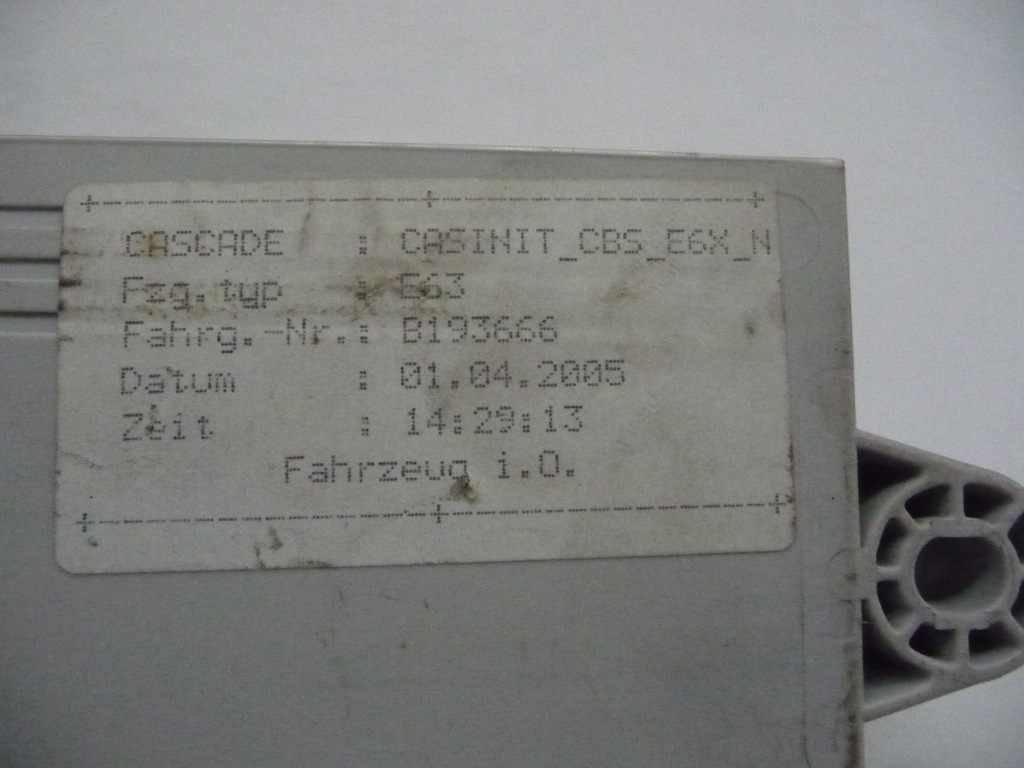 CASCADE : CASINIT_CBS_E6X_N
Fzg.typ : E63
Fahrg.-Nr.: B193666
Datum : 01.04.2005
Zeit : 14:29:13
Fahrzeug i.O.